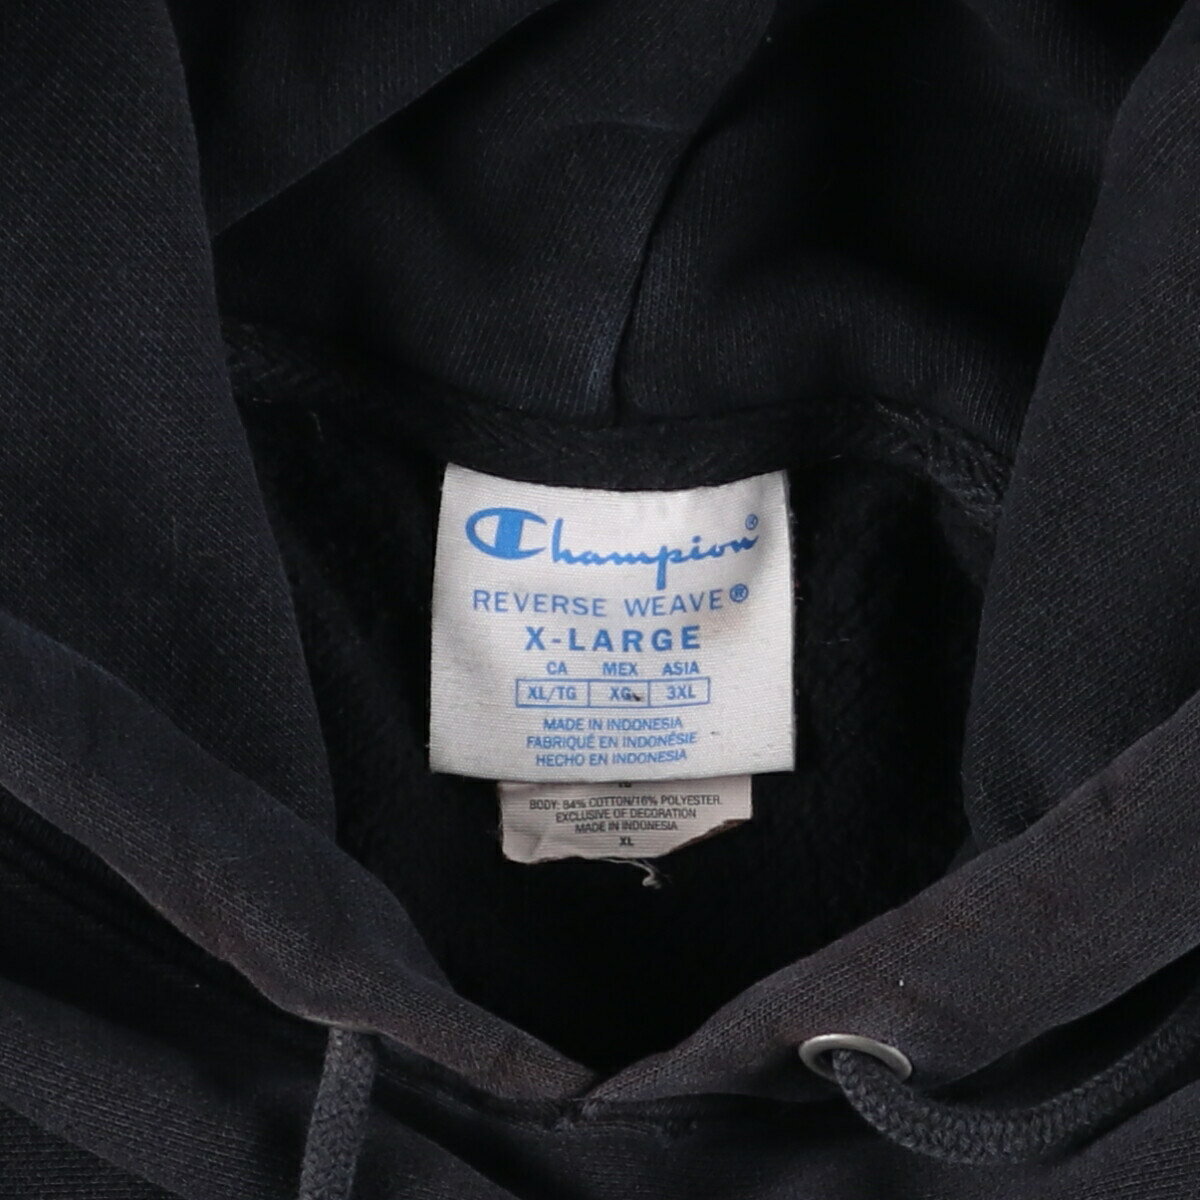 Champion®
REVERSE WEAVE®
X-LARGE
CA MEX ASIA
XL/TG XG 3XL
MADE IN INDONESIA
FABRIQUÉ EN INDONÉSIE
HECHO EN INDONESIA
BODY: 84% COTTON/16% POLYESTER
EXCLUSIVE OF DECORATION
MADE IN INDONESIA
XL